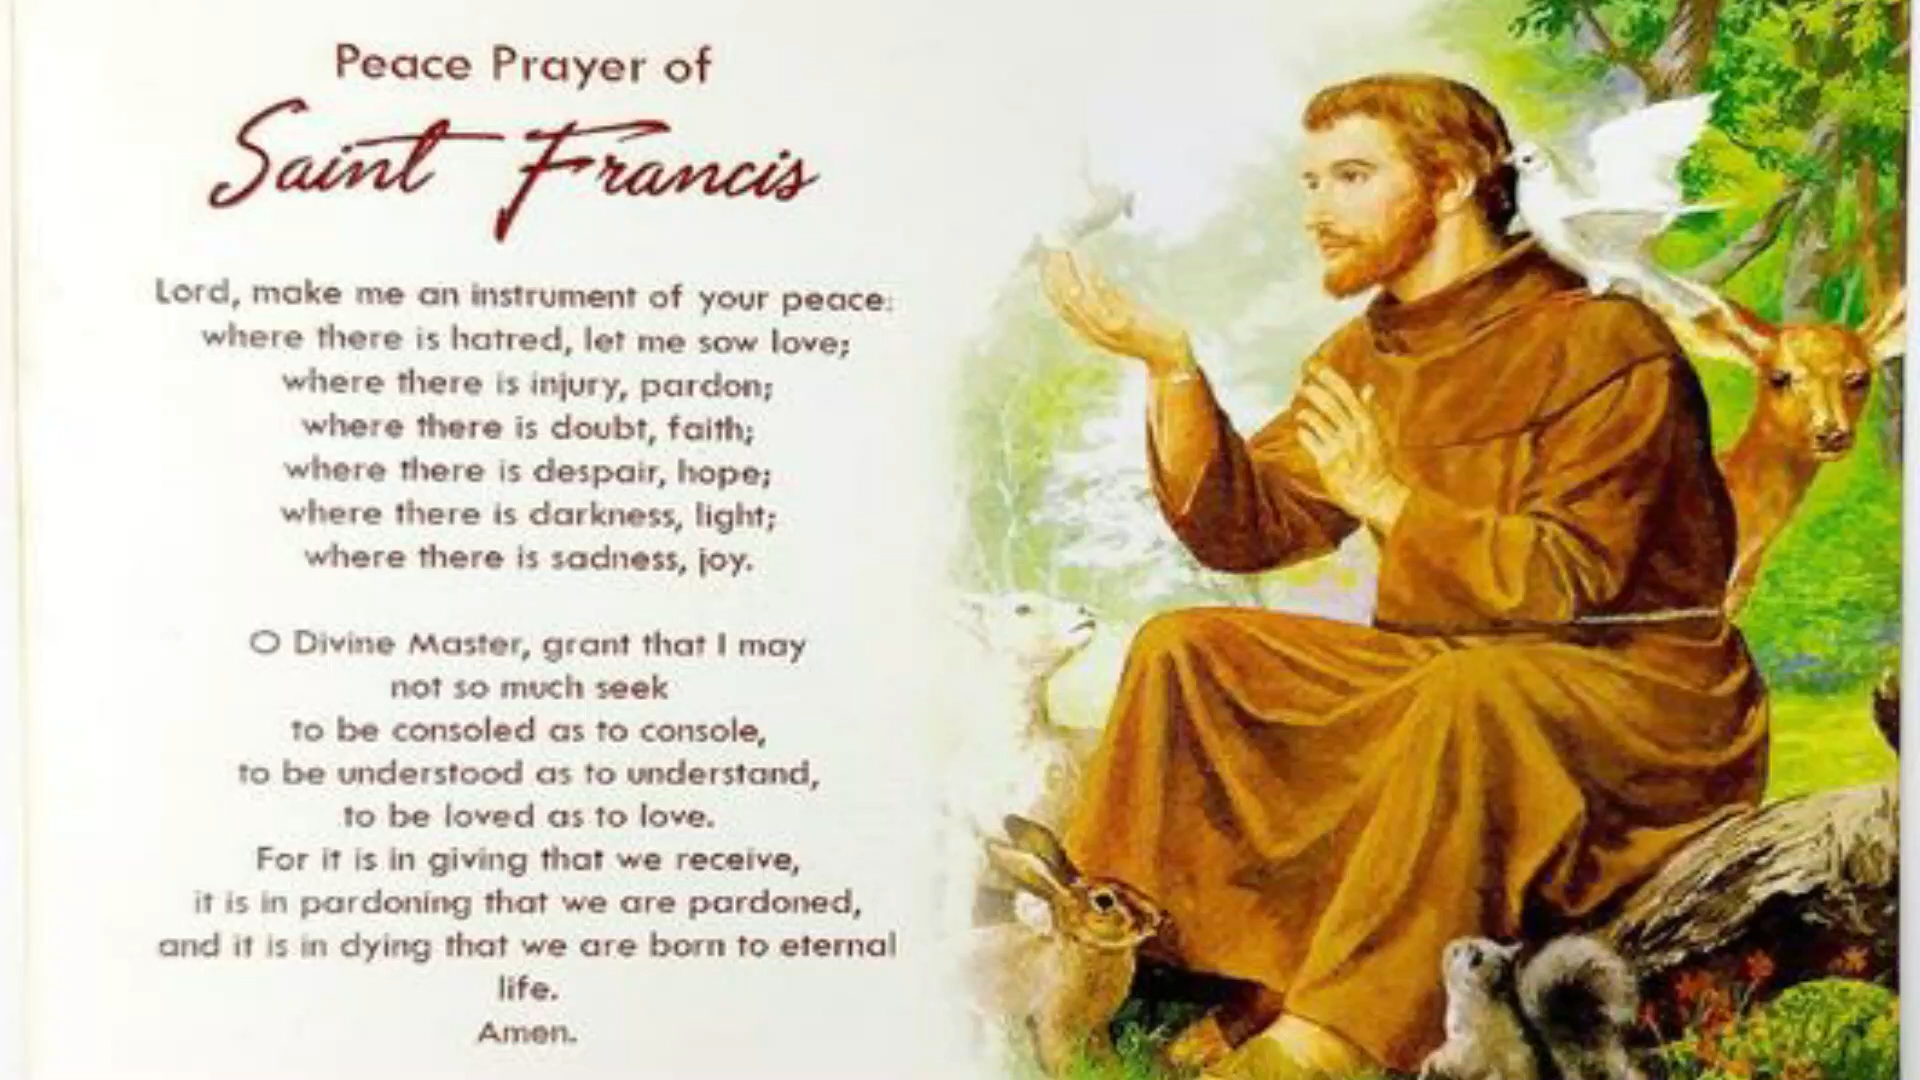 Peace Prayer of
Saint Francis
Lord, make me an instrument of your peace:
where there is hatred, let me sow love;
where there is injury, pardon;
where there is doubt, faith;
where there is despair, hope;
where there is darkness, light;
where there is sadness, joy.
O Divine Master, grant that I may
not so much seek
to be consoled as to console,
to be understood as to understand,
to be loved as to love.
For it is in giving that we receive,
it is in pardoning that we are pardoned,
and it is in dying that we are born to eternal
life.
Amen.